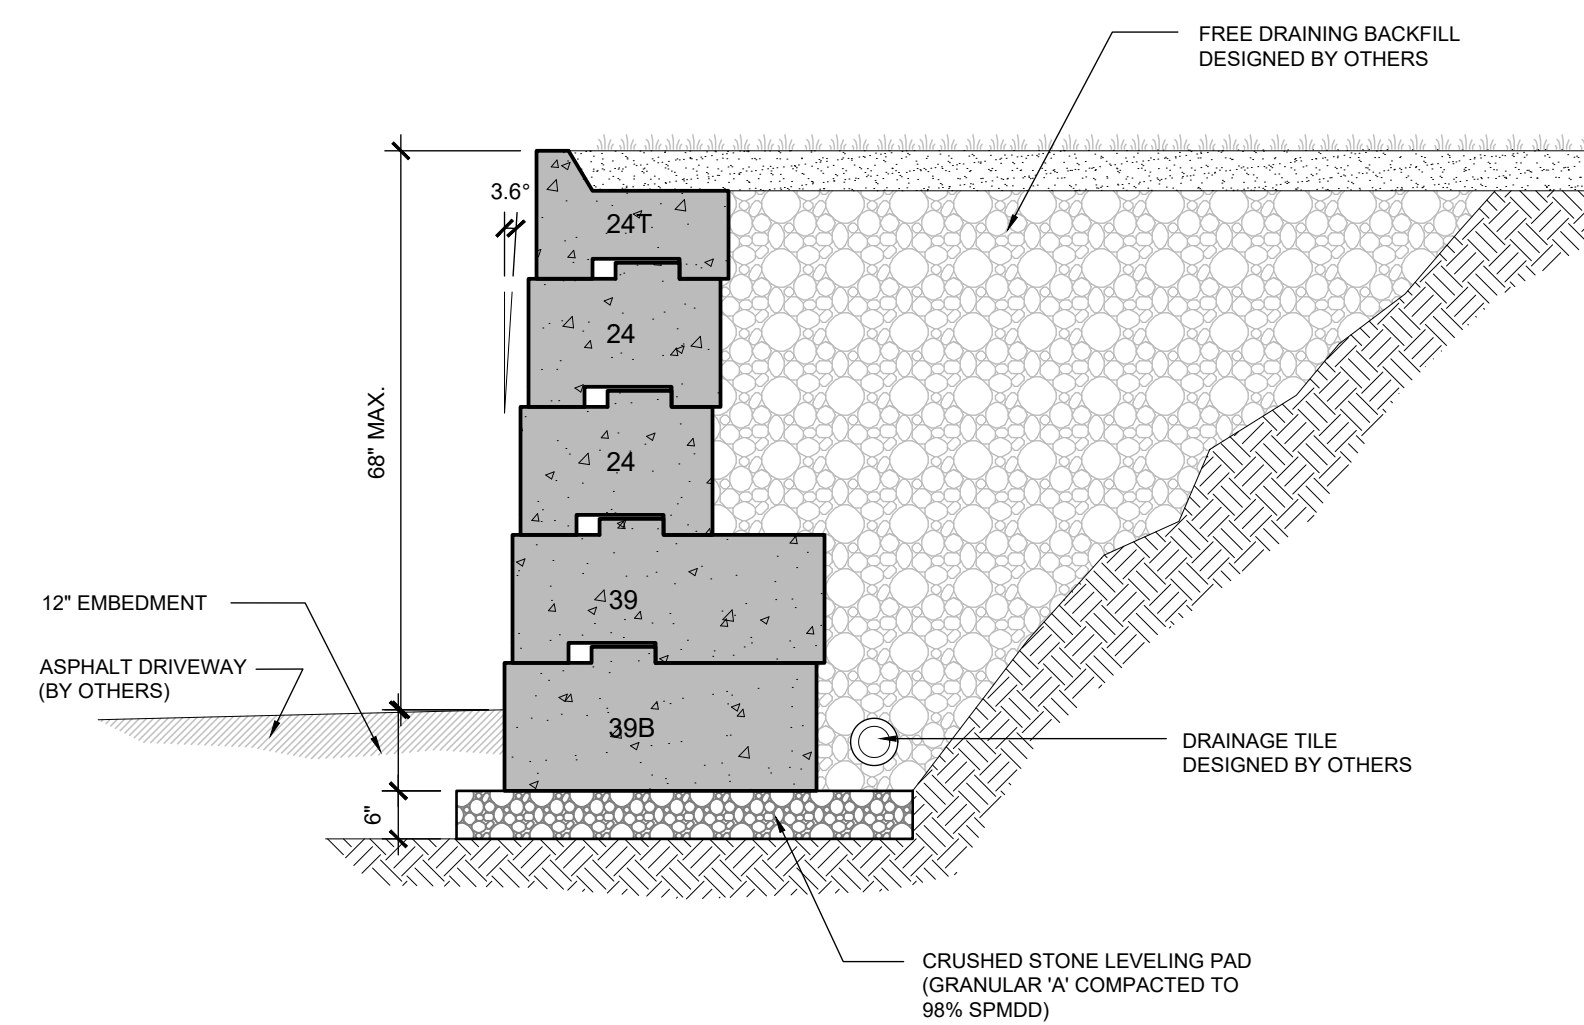 FREE DRAINING BACKFILL
DESIGNED BY OTHERS
3.6°
24T
24
68" MAX.
24
39
12" EMBEDMENT
ASPHALT DRIVEWAY
(BY OTHERS)
39B
DRAINAGE TILE
DESIGNED BY OTHERS
6"
CRUSHED STONE LEVELING PAD
(GRANULAR 'A' COMPACTED TO
98% SPMDD)